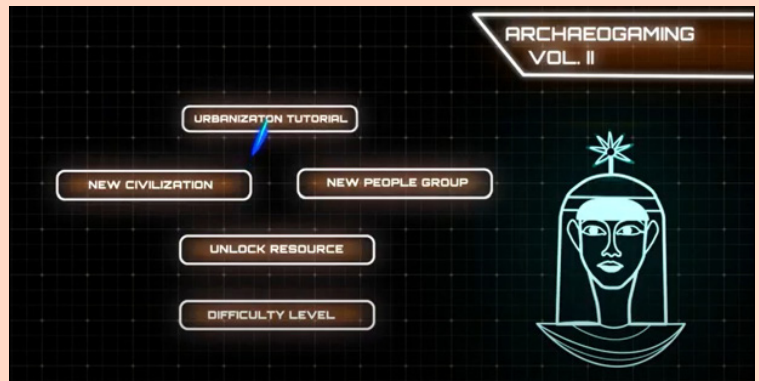 ARCHAEOGAMING
VOL. II
URBANIZATON TUTORIAL
NEW CIVILIZATION
NEW PEOPLE GROUP
UNLOCK RESOURCE
DIFFICULTY LEVEL